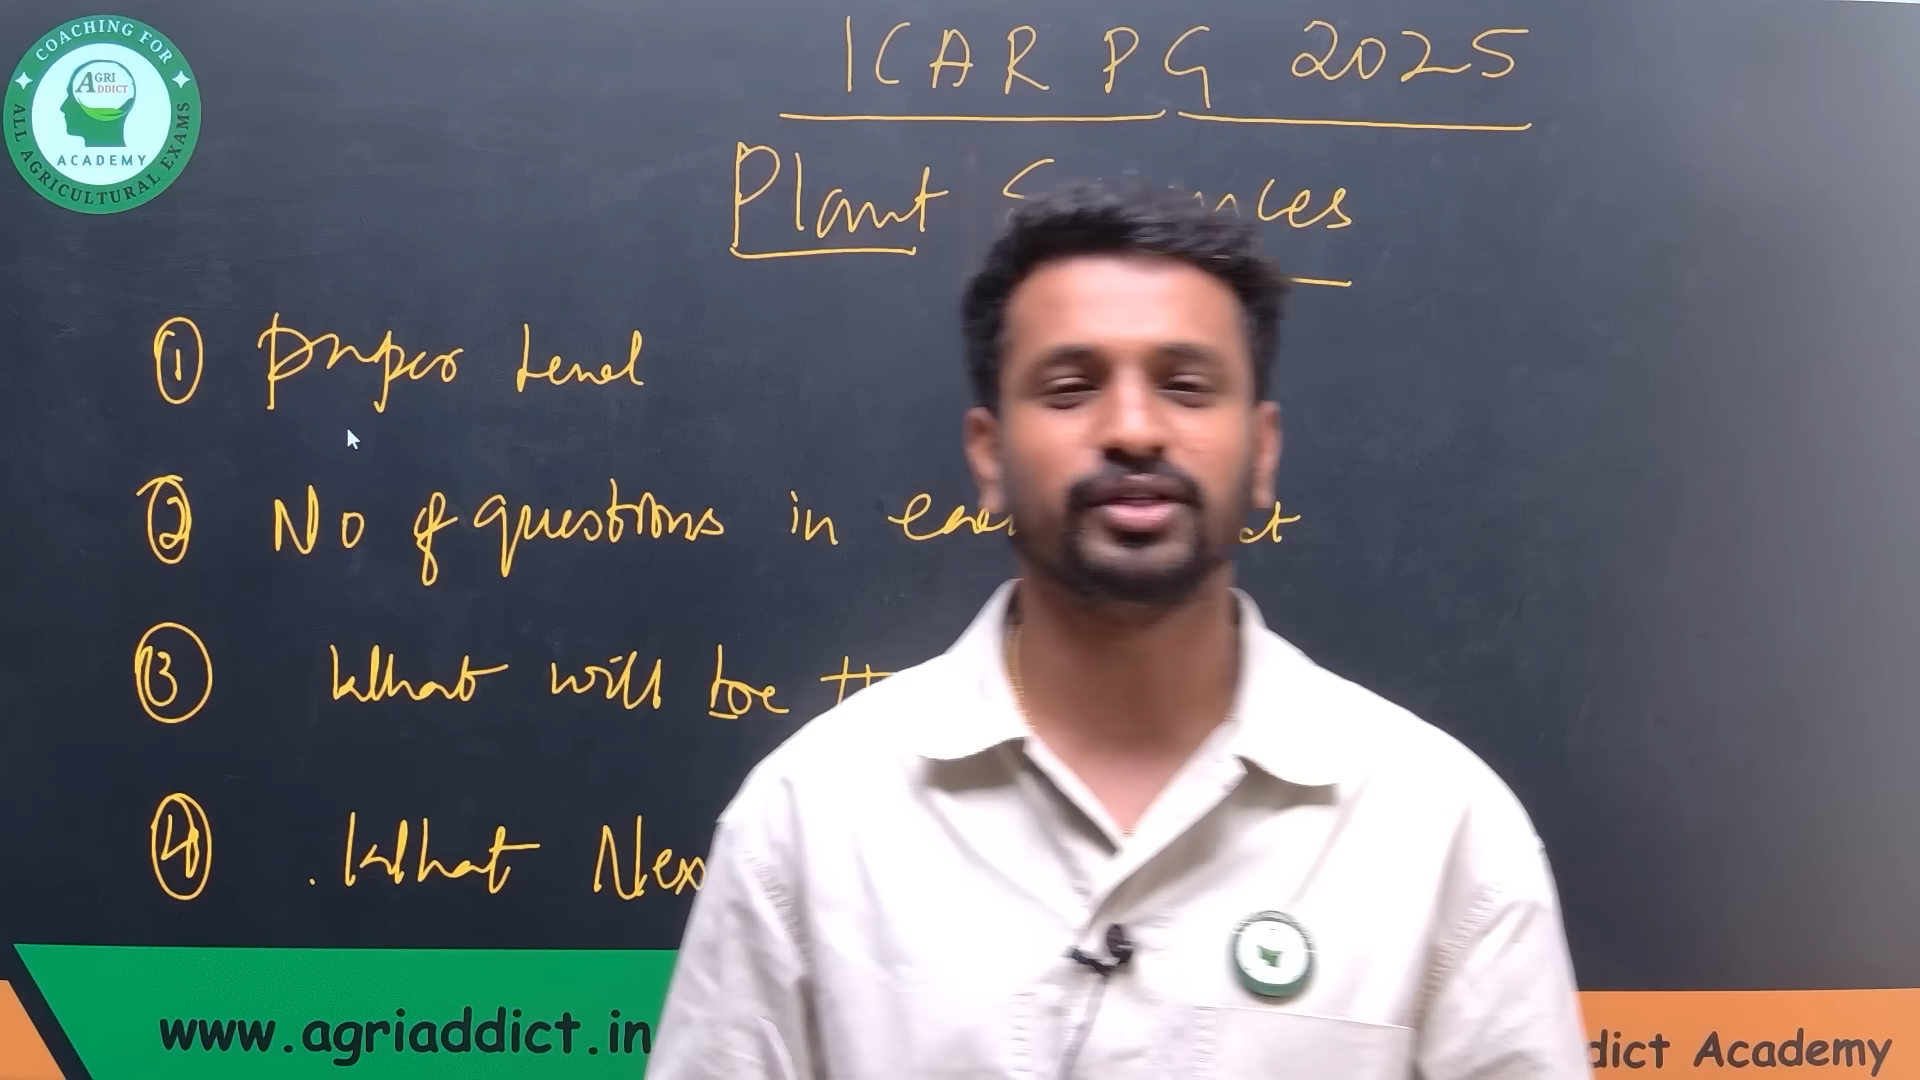 COACHING FOR
ALL AGRICULTURAL EXAMS
AGRI
ADDICT
ACADEMY
ICAR PG 2025
Plant
① Paper Level
② No of questions in
③ What will be
④ What
www.agriaddict.in
Academy